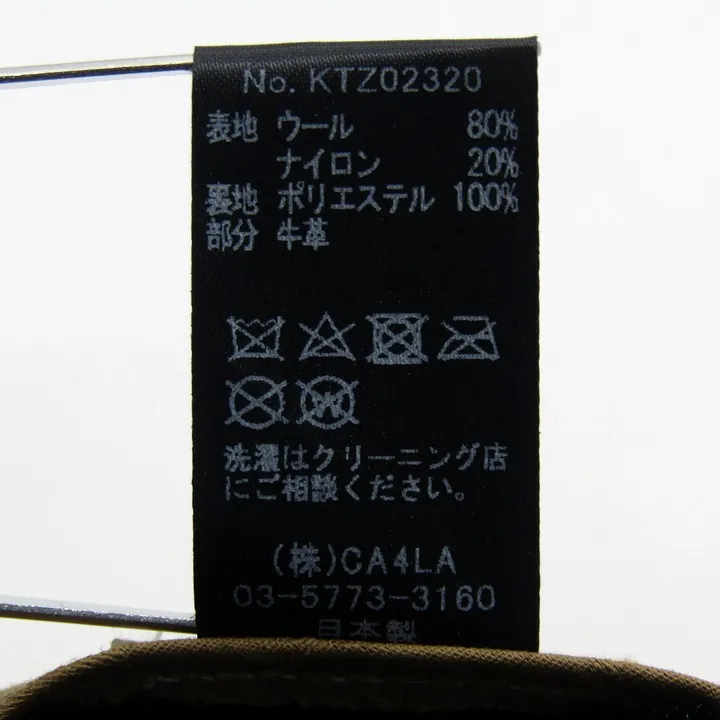 No. KTZ02320
表地 ウール 80%
ナイロン 20%
裏地 ポリエステル 100%
部分 牛革
W
洗濯はクリーニング店
にご相談ください。
(株)CA4LA
03-5773-3160
日本製